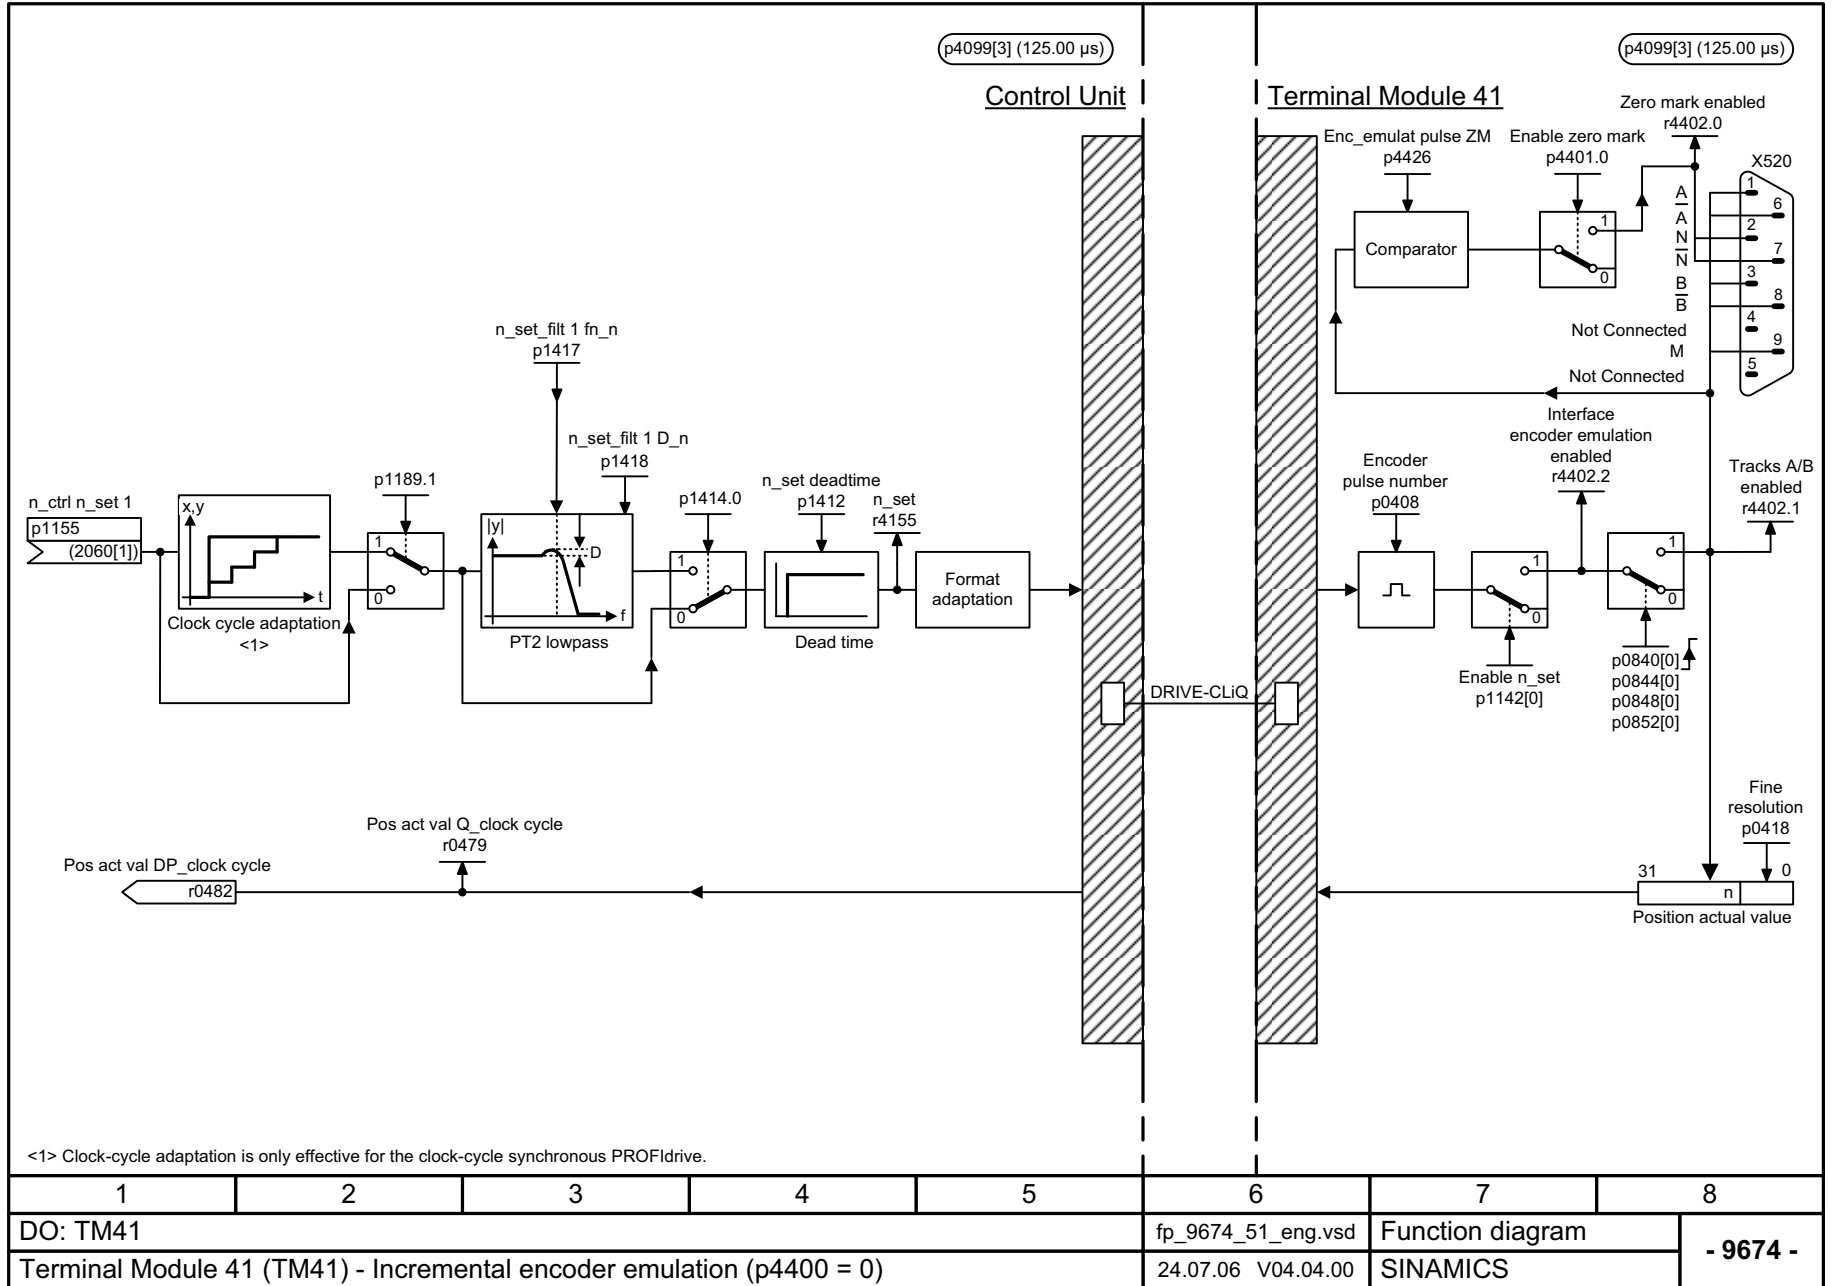 p4099[3] (125.00 µs)
p4099[3] (125.00 µs)
Control Unit
Terminal Module 41
Zero mark enabled
r4402.0
Enc_emulat pulse ZM
p4426
Enable zero mark
p4401.0
X520
Comparator
1
0
A
A
N
N
B
B
Not Connected
M
Not Connected
1
6
2
7
3
8
4
9
5
n_set_filt 1 fn_n
p1417
n_set_filt 1 D_n
p1418
n_ctrl n_set 1
p1155
(2060[1])
x,y
t
Clock cycle adaptation
<1>
p1189.1
1
0
|y|
D
f
PT2 lowpass
p1414.0
1
0
n_set deadtime
p1412
Dead time
n_set
r4155
Format
adaptation
DRIVE-CLiQ
Encoder
pulse number
p0408
1
0
Enable n_set
p1142[0]
Interface
encoder emulation
enabled
r4402.2
1
0
p0840[0]
p0844[0]
p0848[0]
p0852[0]
Tracks A/B
enabled
r4402.1
Pos act val DP_clock cycle
r0482
Pos act val Q_clock cycle
r0479
Fine
resolution
p0418
31
0
n
Position actual value
<1> Clock-cycle adaptation is only effective for the clock-cycle synchronous PROFIdrive.
1 2 3 4 5 6 7 8
DO: TM41
fp_9674_51_eng.vsd
Function diagram
- 9674 -
Terminal Module 41 (TM41) - Incremental encoder emulation (p4400 = 0)
24.07.06 V04.04.00
SINAMICS